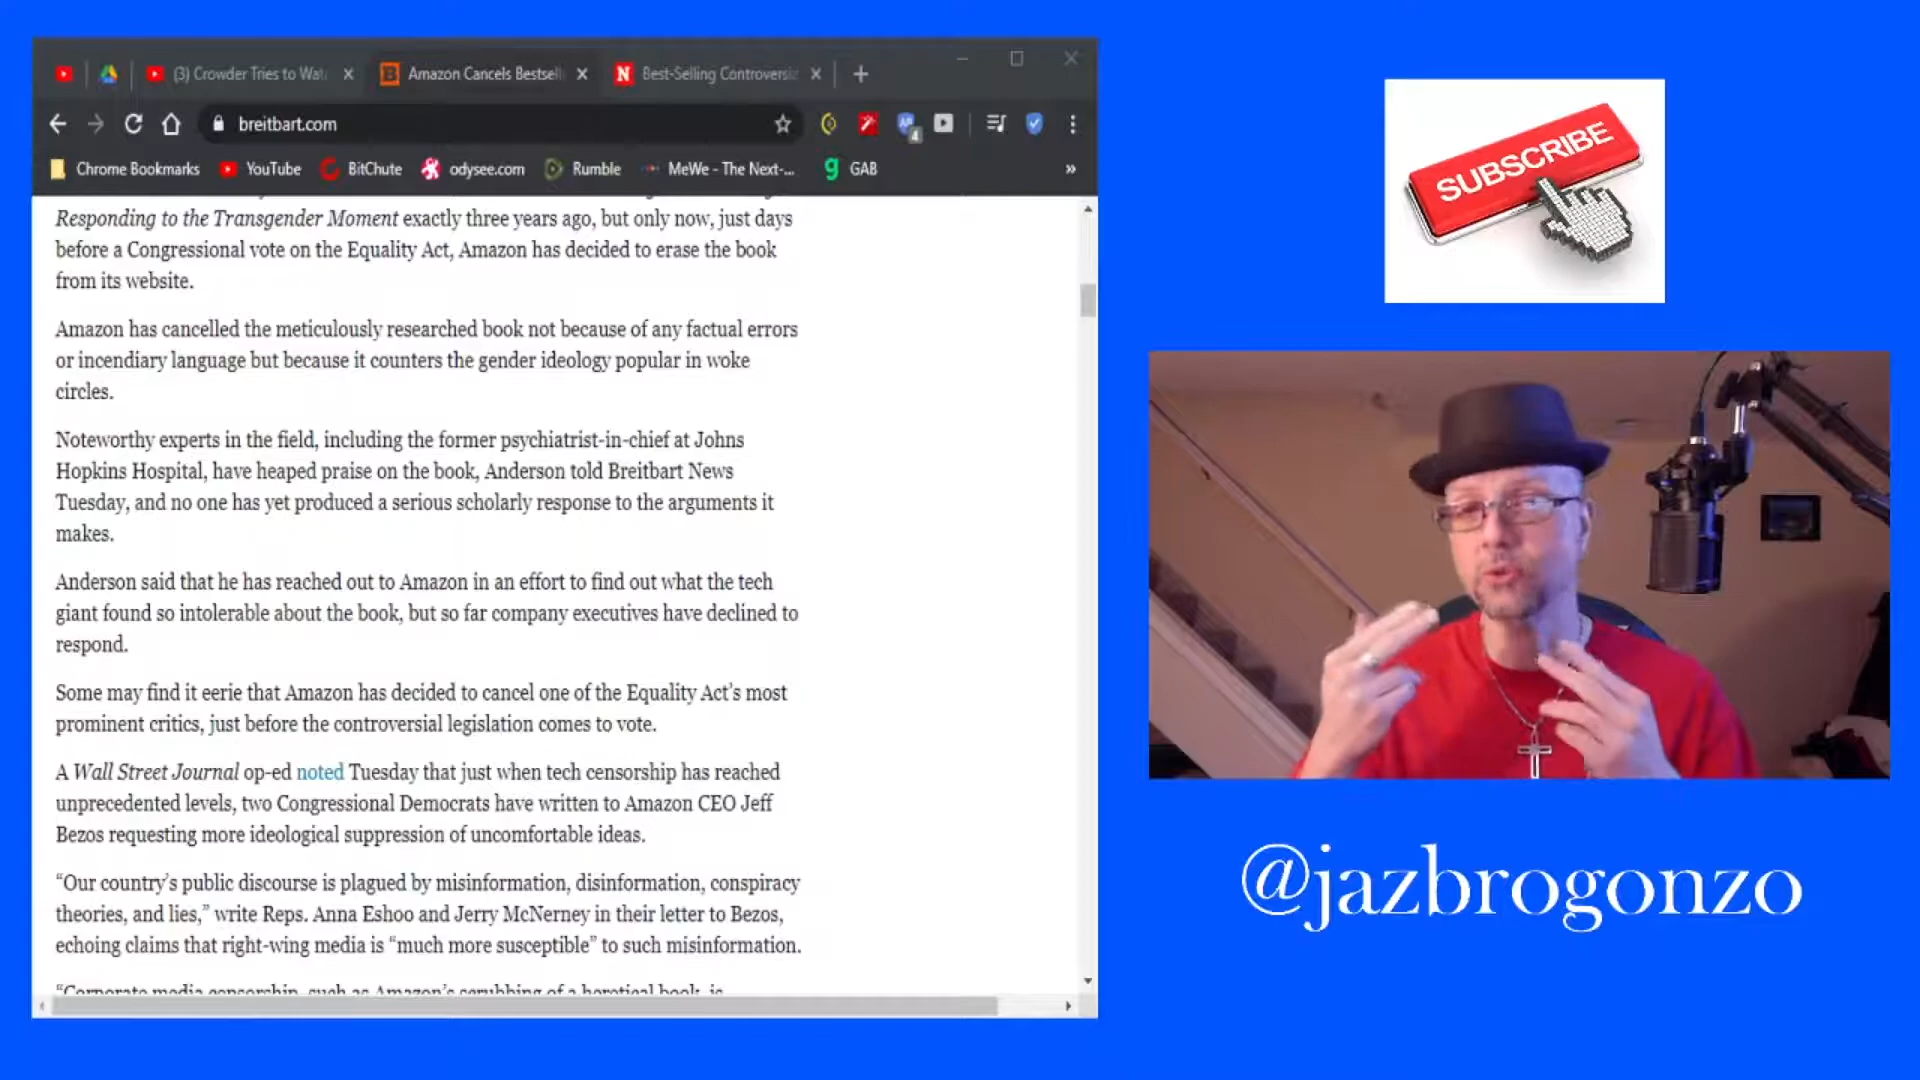 (3) Crowder Tries to Wat
Amazon Cancels Bestsell
Best-Selling Controversi
breitbart.com
4
Chrome Bookmarks
YouTube
BitChute
odysee.com
Rumble
MeWe - The Next-...
GAB
Responding to the Transgender Moment exactly three years ago, but only now, just days
before a Congressional vote on the Equality Act, Amazon has decided to erase the book
from its website.
Amazon has cancelled the meticulously researched book not because of any factual errors
or incendiary language but because it counters the gender ideology popular in woke
circles.
Noteworthy experts in the field, including the former psychiatrist-in-chief at Johns
Hopkins Hospital, have heaped praise on the book, Anderson told Breitbart News
Tuesday, and no one has yet produced a serious scholarly response to the arguments it
makes.
Anderson said that he has reached out to Amazon in an effort to find out what the tech
giant found so intolerable about the book, but so far company executives have declined to
respond.
Some may find it eerie that Amazon has decided to cancel one of the Equality Act’s most
prominent critics, just before the controversial legislation comes to vote.
A Wall Street Journal op-ed noted Tuesday that just when tech censorship has reached
unprecedented levels, two Congressional Democrats have written to Amazon CEO Jeff
Bezos requesting more ideological suppression of uncomfortable ideas.
“Our country’s public discourse is plagued by misinformation, disinformation, conspiracy
theories, and lies,” write Reps. Anna Eshoo and Jerry McNerney in their letter to Bezos,
echoing claims that right-wing media is “much more susceptible” to such misinformation.
“Corporate media censorship, such as Amazon’s scrubbing of a heretical book, is
SUBSCRIBE
@jazbrogonzo